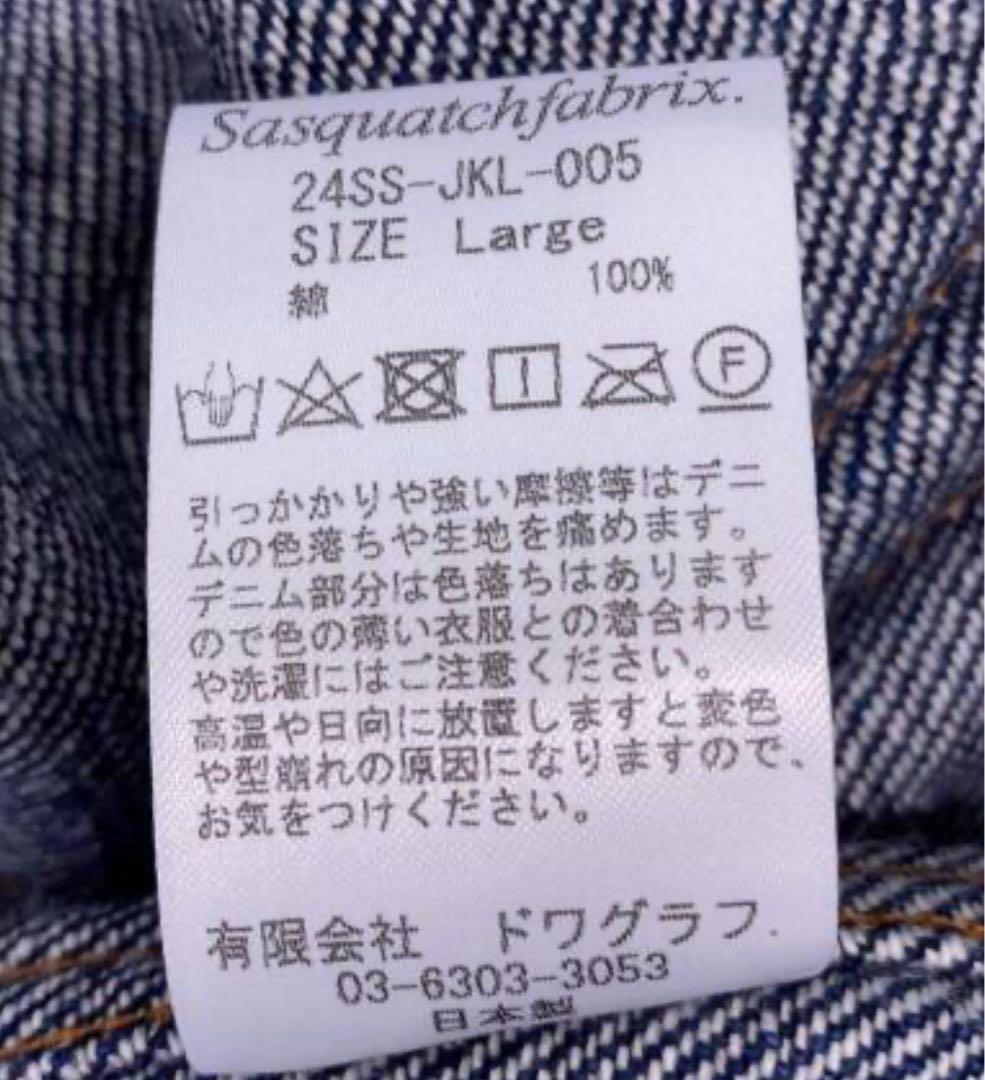 Sasquatchfabrix.
24SS-JKL-005
SIZE Large
綿 100%
F
引っかかりや強い摩擦等はデニ
ムの色落ちや生地を痛めます。
デニム部分は色落ちはあります
ので色の薄い衣服との着合わせ
や洗濯にはご注意ください。
高温や日向に放置しますと変色
や型崩れの原因になりますので、
お気をつけください。
有限会社 ドワグラフ.
03-6303-3053
日本製